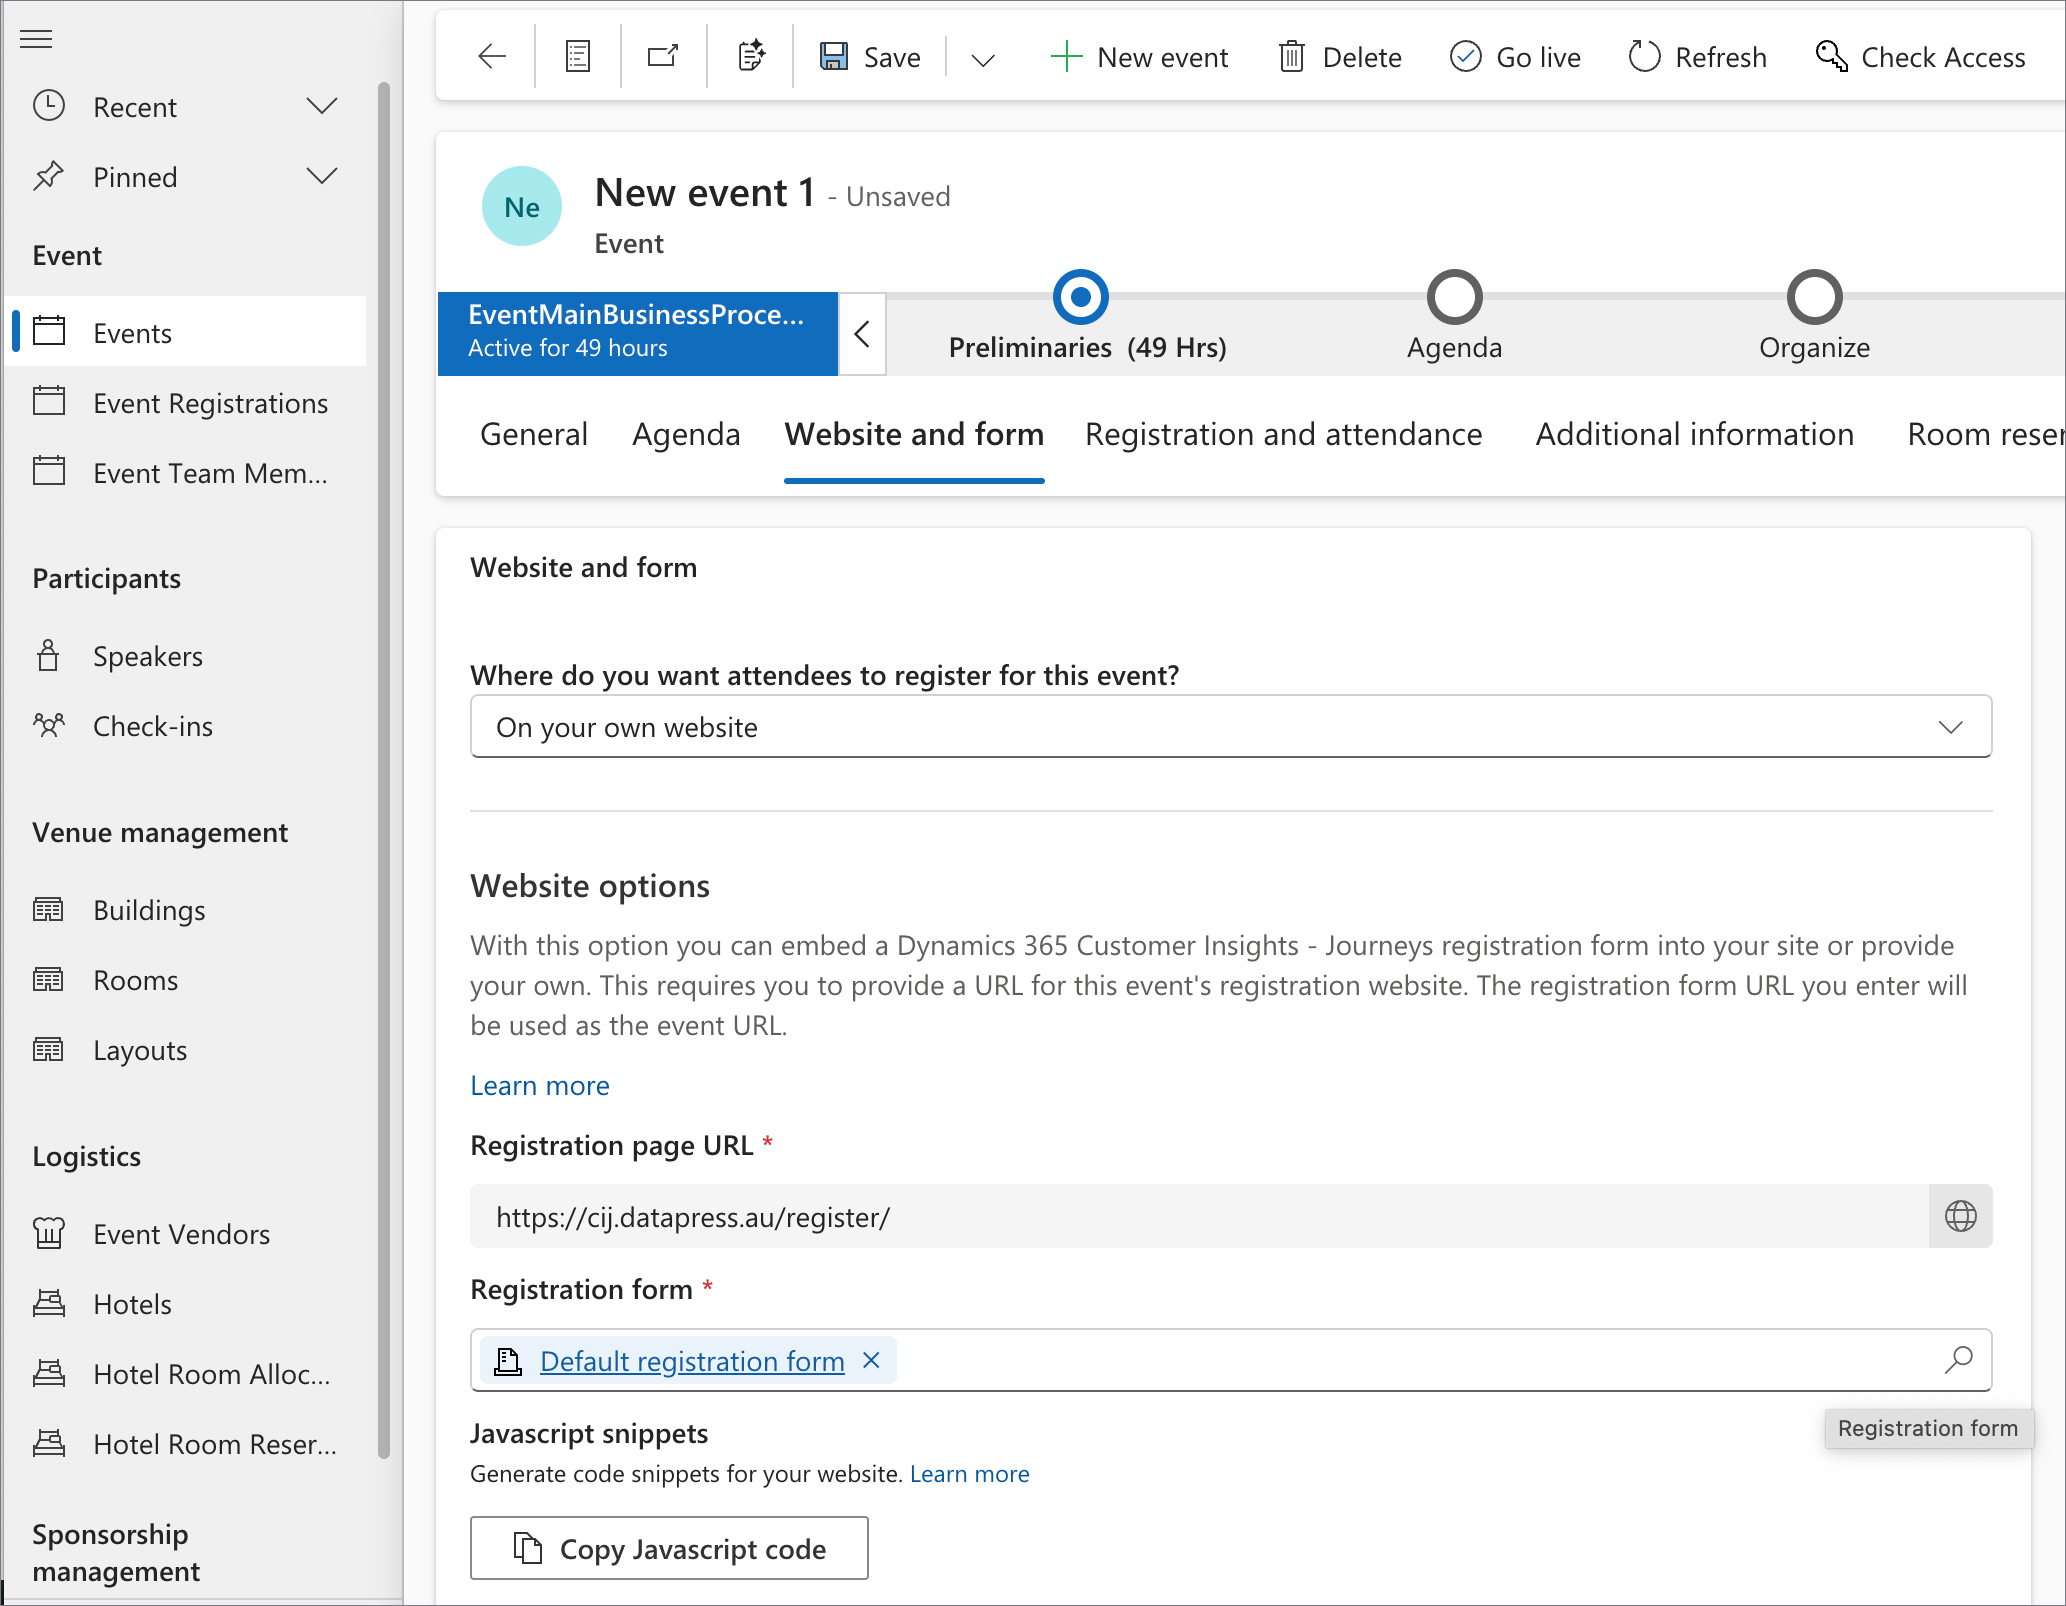 Save
New event
Delete
Go live
Refresh
Check Access
Recent
Pinned
Event
Events
Event Registrations
Event Team Mem...
Participants
Speakers
Check-ins
Venue management
Buildings
Rooms
Layouts
Logistics
Event Vendors
Hotels
Hotel Room Alloc...
Hotel Room Reser...
Sponsorship
management
Ne
New event 1 - Unsaved
Event
EventMainBusinessProce...
Active for 49 hours
Preliminaries (49 Hrs)
Agenda
Organize
General
Agenda
Website and form
Registration and attendance
Additional information
Room reser
Website and form
Where do you want attendees to register for this event?
On your own website
Website options
With this option you can embed a Dynamics 365 Customer Insights - Journeys registration form into your site or provide
your own. This requires you to provide a URL for this event's registration website. The registration form URL you enter will
be used as the event URL.
Learn more
Registration page URL *
https://cij.datapress.au/register/
Registration form *
Default registration form
Registration form
Javascript snippets
Generate code snippets for your website. Learn more
Copy Javascript code